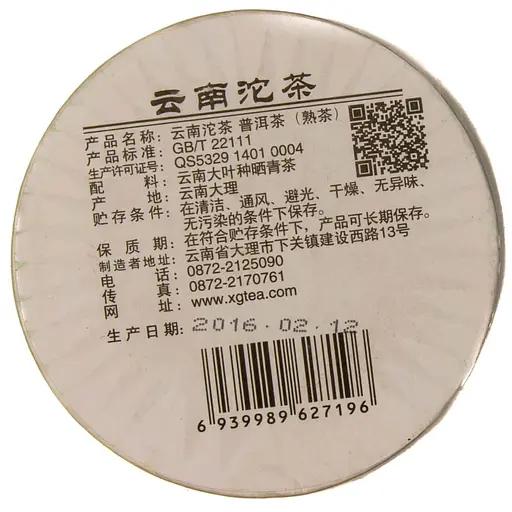 云南沱茶
产品名称: 云南沱茶 普洱茶 (熟茶)
产品标准: GB/T 22111
生产许可证号: QS5329 1401 0004
配料: 云南大叶种晒青茶
产地: 云南大理
贮存条件: 在清洁、通风、避光、干燥、无异味、
无污染的条件下保存。
保质期: 在符合贮存条件下,产品可长期保存。
制造者地址: 云南省大理市下关镇建设西路13号
电话: 0872-2125090
传真: 0872-2170761
网址: www.xgtea.com
生产日期: 2016.02.12
6 939989 627196